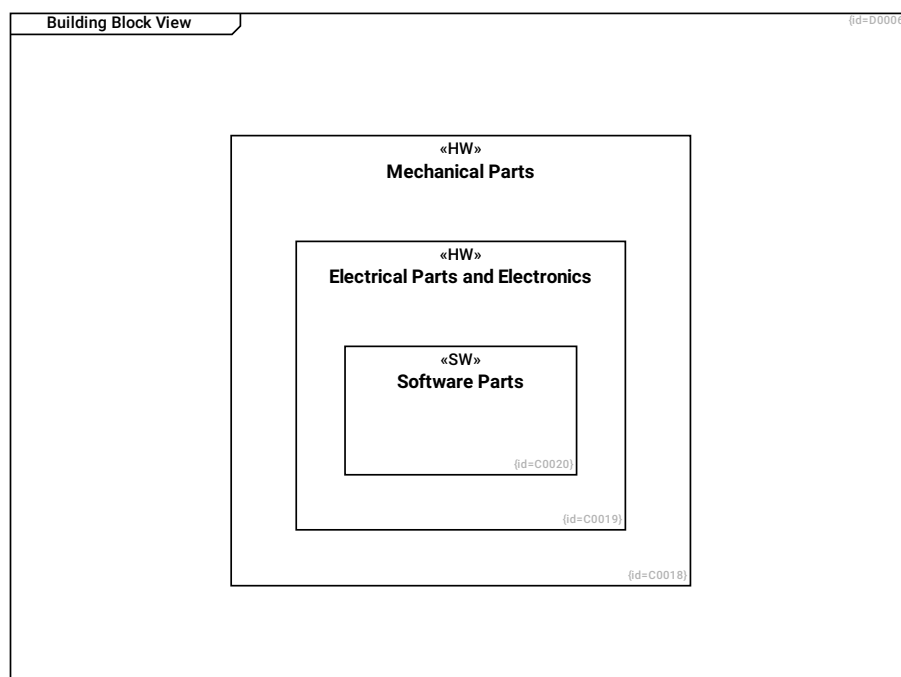 Building Block View
{id=D0006
«HW»
Mechanical Parts
«HW»
Electrical Parts and Electronics
«SW»
Software Parts
{id=C0020}
{id=C0019}
{id=C0018}